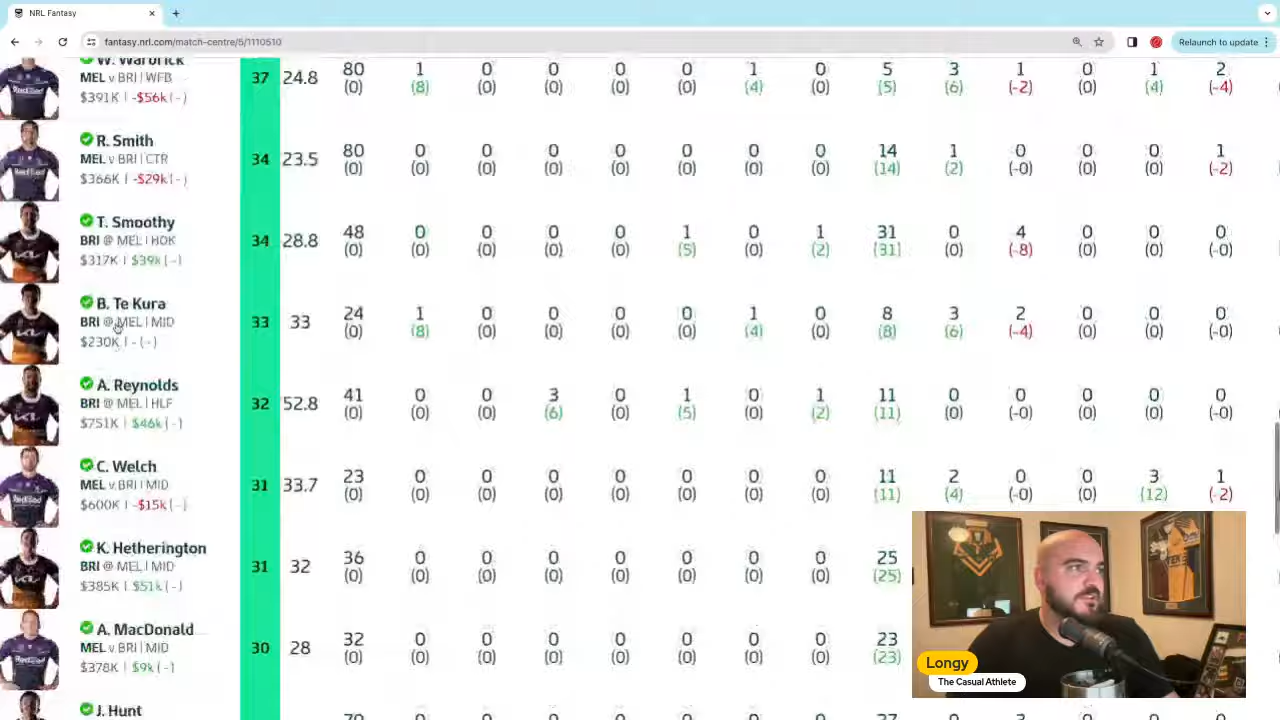 NRL Fantasy
fantasy.nrl.com/match-centre/5/1110510
Relaunch to update
W. Warbrick
MEL v BRI | WFB
$391K | -$56k (-)
37 24.8 80 1 0 0 0 0 1 0 5 3 1 0 1 2
(0) (8) (0) (0) (0) (0) (4) (0) (5) (6) (-2) (0) (4) (-4)
R. Smith
MEL v BRI | CTR
$366K | -$29k (-)
34 23.5 80 0 0 0 0 0 0 0 14 1 0 0 0 1
(0) (0) (0) (0) (0) (0) (0) (0) (14) (2) (-0) (0) (0) (-2)
T. Smoothy
BRI @ MEL | HOK
$317K | $39k (-)
34 28.8 48 0 0 0 0 1 0 1 31 0 4 0 0 0
(0) (0) (0) (0) (0) (5) (0) (2) (31) (0) (-8) (0) (0) (-0)
B. Te Kura
BRI @ MEL | MID
$230K | - (-)
33 33 24 1 0 0 0 0 1 0 8 3 2 0 0 0
(0) (8) (0) (0) (0) (0) (4) (0) (8) (6) (-4) (0) (0) (-0)
A. Reynolds
BRI @ MEL | HLF
$751K | $46k (-)
32 52.8 41 0 0 3 0 1 0 1 11 0 0 0 0 0
(0) (0) (0) (6) (0) (5) (0) (2) (11) (0) (-0) (0) (0) (-0)
C. Welch
MEL v BRI | MID
$600K | -$15k (-)
31 33.7 23 0 0 0 0 0 0 0 11 2 0 0 3 1
(0) (0) (0) (0) (0) (0) (0) (0) (11) (4) (-0) (0) (12) (-2)
K. Hetherington
BRI @ MEL | MID
$385K | $51k (-)
31 32 36 0 0 0 0 0 0 0 25
(0) (0) (0) (0) (0) (0) (0) (0) (25)
A. MacDonald
MEL v BRI | MID
$378K | $9k (-)
30 28 32 0 0 0 0 0 0 0 23
(0) (0) (0) (0) (0) (0) (0) (0) (23)
J. Hunt
Longy
The Casual Athlete